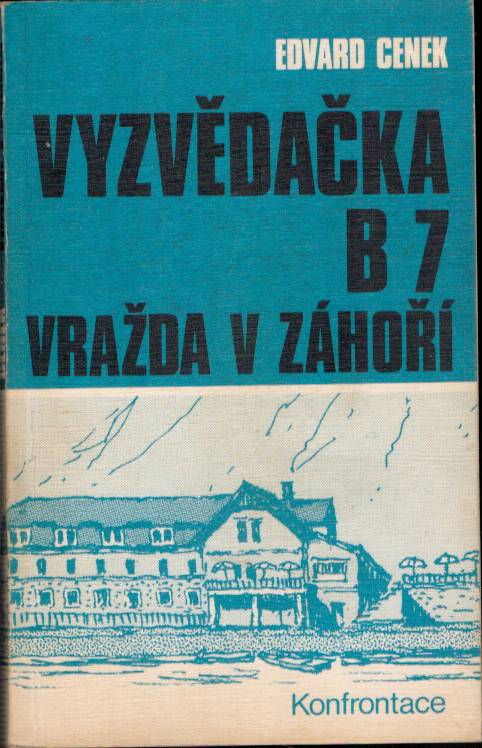 EDVARD CENEK
VYZVĚDAČKA
B 7
VRAŽDA V ZÁHOŘÍ
Konfrontace